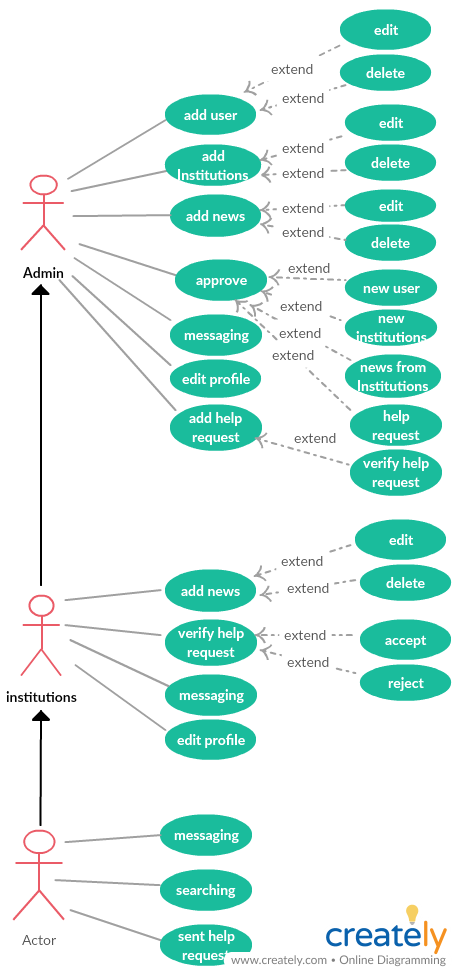 edit
extend
delete
extend
add user
edit
extend
add
Institutions
delete
extend
edit
extend
add news
extend
delete
Admin
extend
approve
new user
extend
new
institutions
messaging
extend
extend
news from
Institutions
edit profile
add help
request
help
request
extend
verify help
request
edit
extend
add news
extend
delete
verify help
request
extend
accept
extend
reject
institutions
messaging
edit profile
messaging
searching
Actor
sent help
request
creately
www.creately.com • Online Diagramming